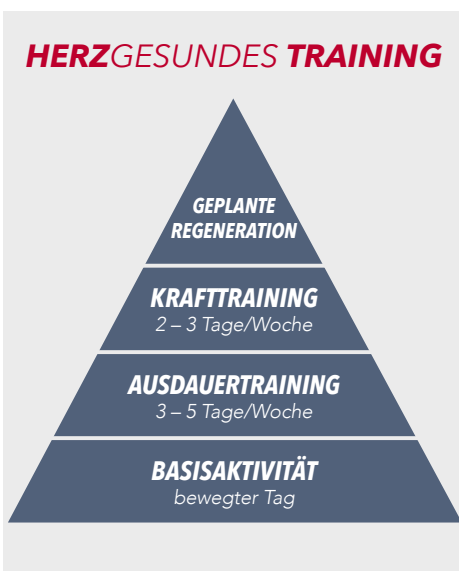 HERZGESUNDES TRAINING
GEPLANTE
REGENERATION
KRAFTTRAINING
2 – 3 Tage/Woche
AUSDAUERTRAINING
3 – 5 Tage/Woche
BASISAKTIVITÄT
bewegter Tag